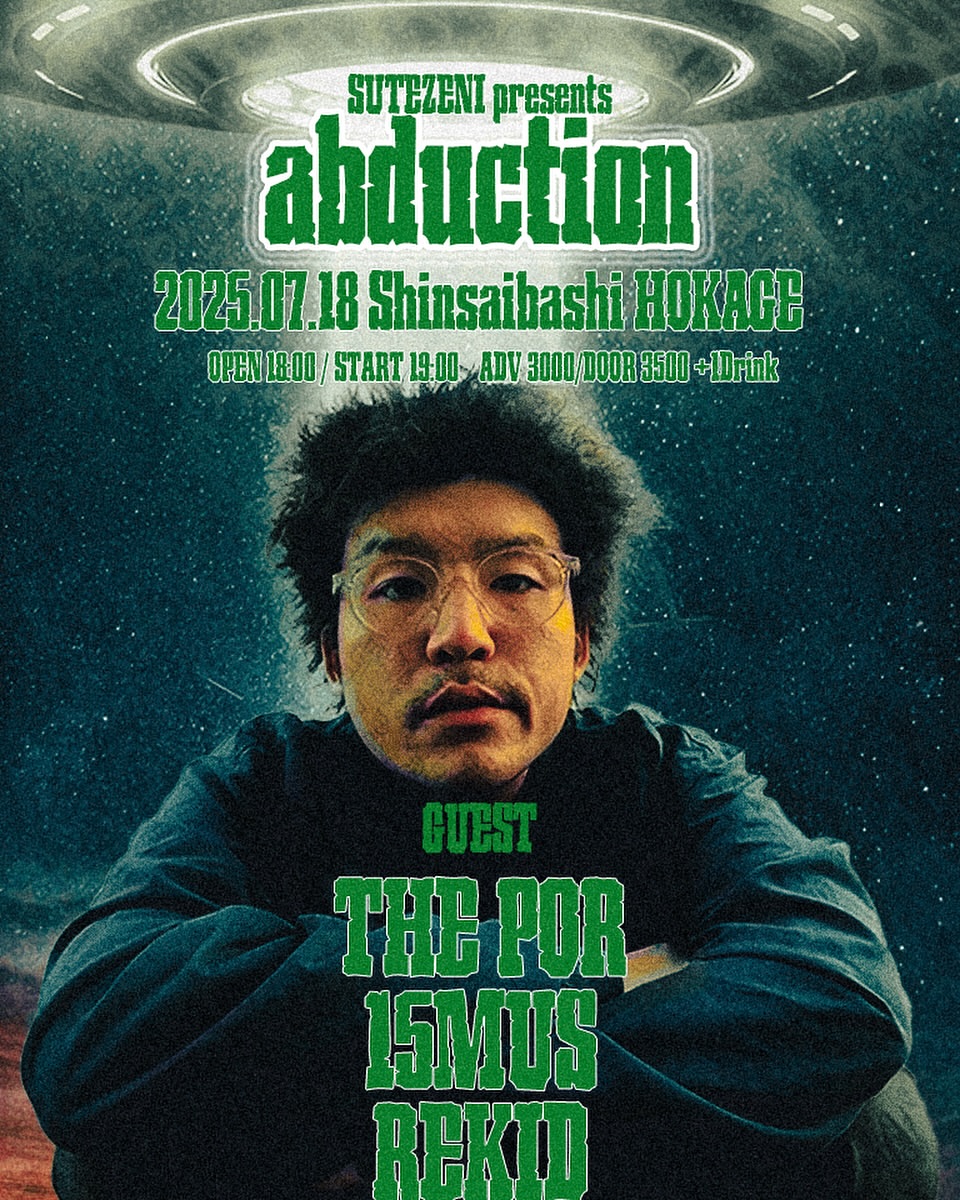 SUTEZENI presents
abduction
2025.07.18 Shinsaibashi HOKAGE
OPEN 18:00 / START 19:00 ADV 3000/DOOR 3500 +1Drink
GUEST
THE POR
15MUS
REKID